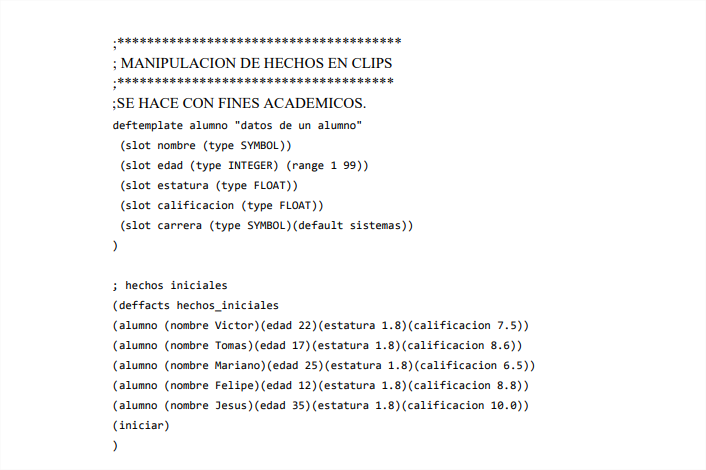 ;**************************************
; MANIPULACION DE HECHOS EN CLIPS
;*************************************
;SE HACE CON FINES ACADEMICOS.
deftemplate alumno "datos de un alumno"
(slot nombre (type SYMBOL))
(slot edad (type INTEGER) (range 1 99))
(slot estatura (type FLOAT))
(slot calificacion (type FLOAT))
(slot carrera (type SYMBOL)(default sistemas))
)
; hechos iniciales
(deffacts hechos_iniciales
(alumno (nombre Victor)(edad 22)(estatura 1.8)(calificacion 7.5))
(alumno (nombre Tomas)(edad 17)(estatura 1.8)(calificacion 8.6))
(alumno (nombre Mariano)(edad 25)(estatura 1.8)(calificacion 6.5))
(alumno (nombre Felipe)(edad 12)(estatura 1.8)(calificacion 8.8))
(alumno (nombre Jesus)(edad 35)(estatura 1.8)(calificacion 10.0))
(iniciar)
)